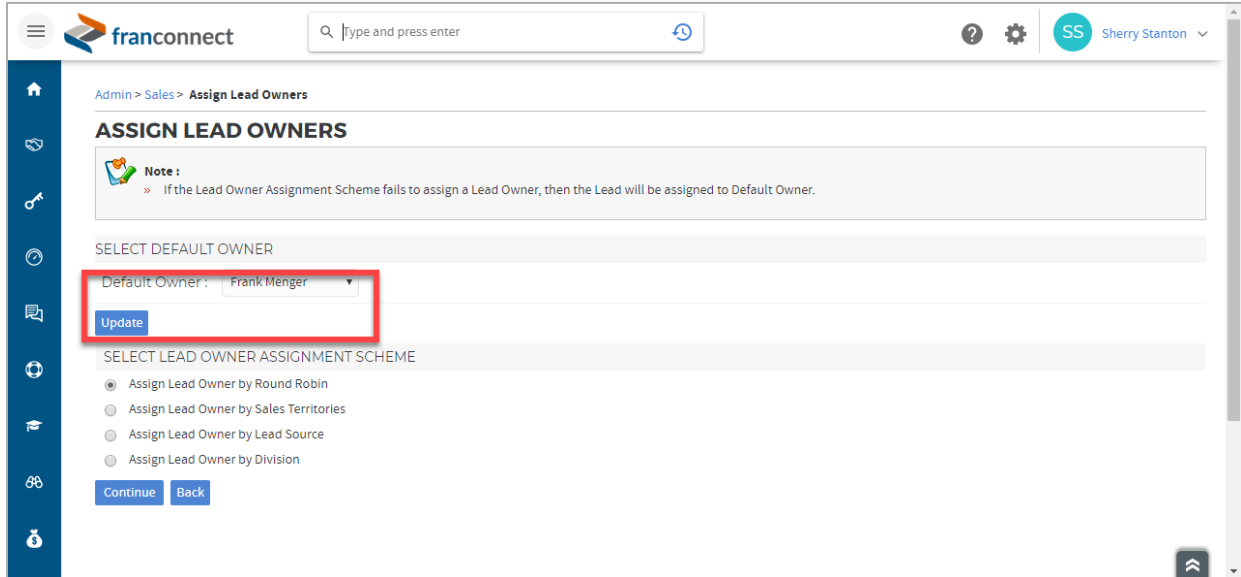 franconnect
Type and press enter
?
SS
Sherry Stanton
Admin > Sales > Assign Lead Owners
ASSIGN LEAD OWNERS
Note :
» If the Lead Owner Assignment Scheme fails to assign a Lead Owner, then the Lead will be assigned to Default Owner.
SELECT DEFAULT OWNER
Default Owner : Frank Menger
Update
SELECT LEAD OWNER ASSIGNMENT SCHEME
Assign Lead Owner by Round Robin
Assign Lead Owner by Sales Territories
Assign Lead Owner by Lead Source
Assign Lead Owner by Division
Continue Back